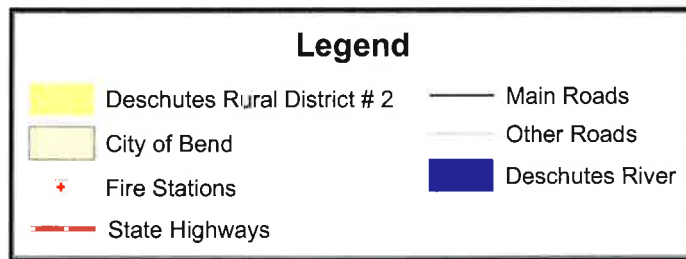 Legend
Deschutes Rural District # 2
City of Bend
Fire Stations
State Highways
Main Roads
Other Roads
Deschutes River